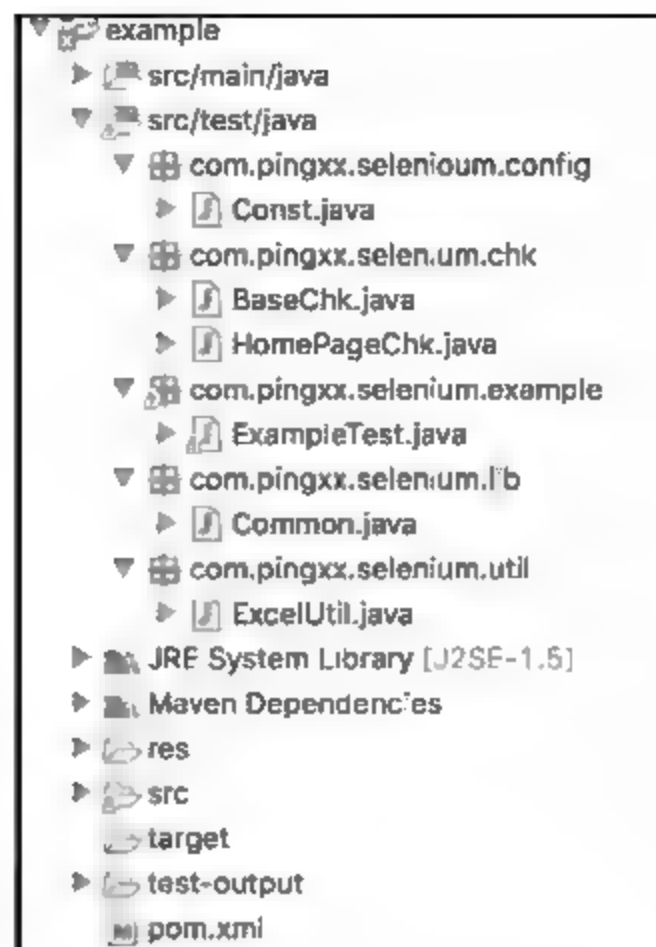 example
src/main/java
src/test/java
com.pingxx.selenioum.config
Const.java
com.pingxx.selenium.chk
BaseChk.java
HomePageChk.java
com.pingxx.selenium.example
ExampleTest.java
com.pingxx.selenium.lib
Common.java
com.pingxx.selenium.util
ExcelUtil.java
JRE System Library [J2SE-1.5]
Maven Dependencies
res
src
target
test-output
pom.xml